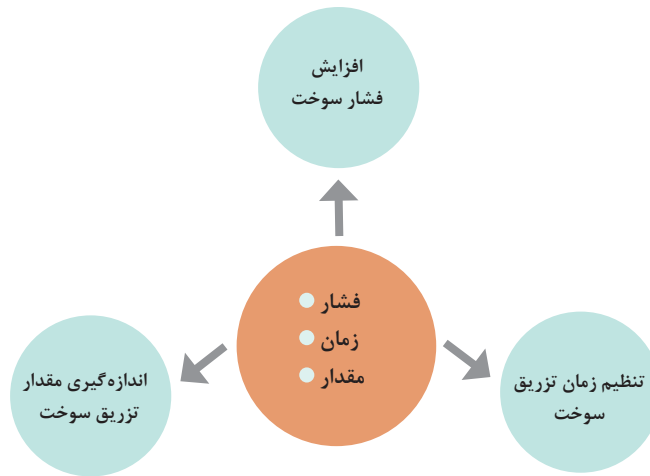 افزایش
فشار سوخت
فشار
زمان
مقدار
تنظیم زمان تزریق
سوخت
اندازه‌گیری مقدار
تزریق سوخت